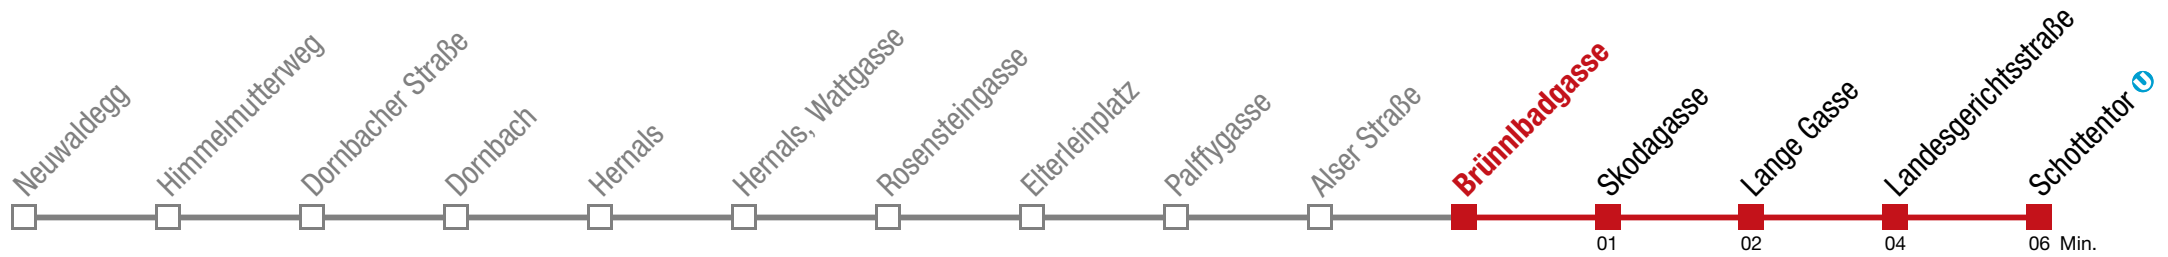 Neuwaldegg
Himmelmutterweg
Dornbacher Straße
Dornbach
Hernals
Hernals, Wattgasse
Rosensteingasse
Elterleinplatz
Palffygasse
Alser Straße
Brünnlbadgasse
Skodagasse
Lange Gasse
Landesgerichtsstraße
Schottentor U
01 02 04 06 Min.